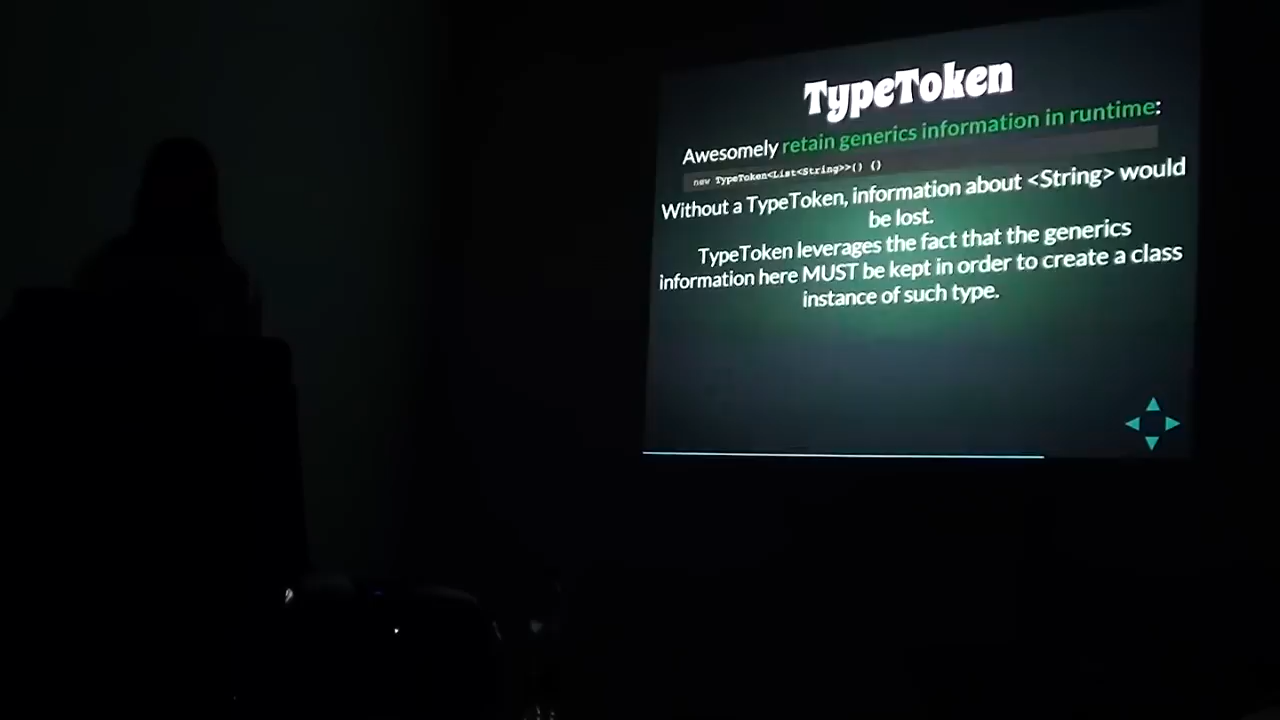 TypeToken
Awesomely retain generics information in runtime:
new TypeToken<List<String>>() {}
Without a TypeToken, information about <String> would
be lost.
TypeToken leverages the fact that the generics
information here MUST be kept in order to create a class
instance of such type.